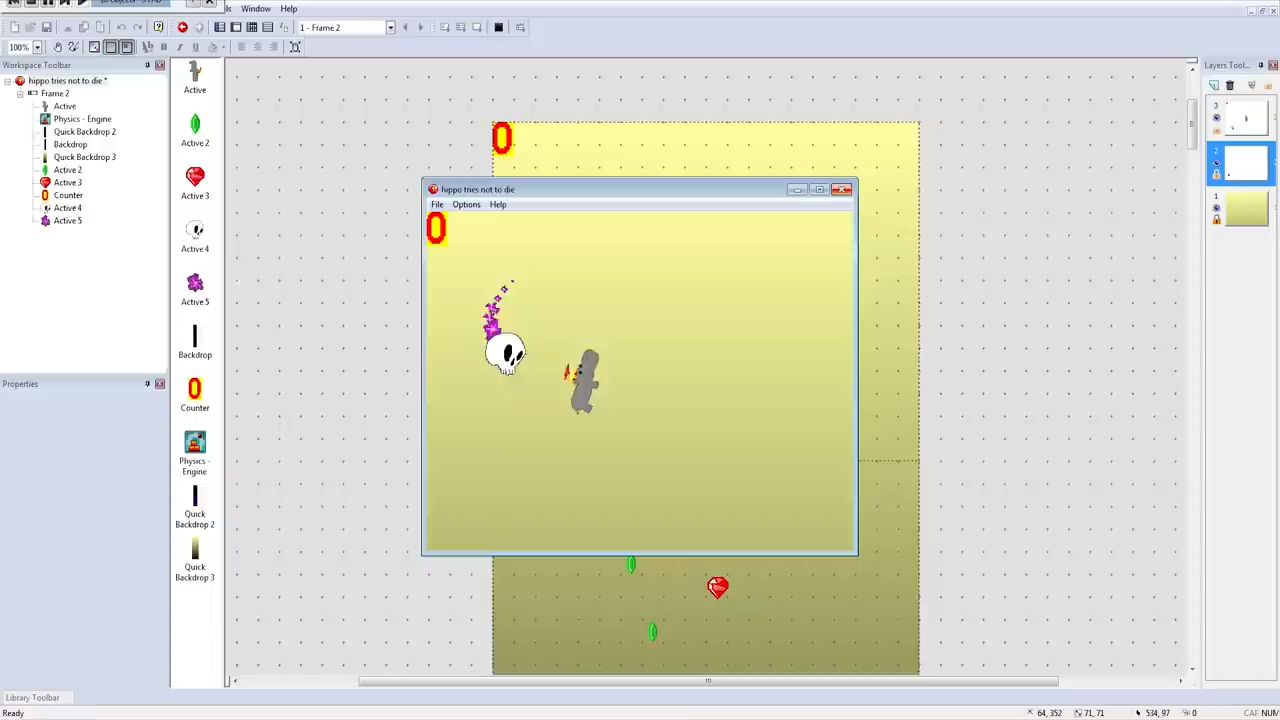 ls Window Help
1 - Frame 2
100%
Workspace Toolbar
hippo tries not to die *
Frame 2
Active
Physics - Engine
Quick Backdrop 2
Backdrop
Quick Backdrop 3
Active 2
Active 3
Counter
Active 4
Active 5
Properties
Library Toolbar
Ready
Active
Active 2
Active 3
Active 4
Active 5
Backdrop
0
Counter
Physics -
Engine
Quick
Backdrop 2
Quick
Backdrop 3
0
hippo tries not to die
File Options Help
0
Layers Tool...
3
2
1
64, 352
71, 71
534, 97
0
CAP NUM